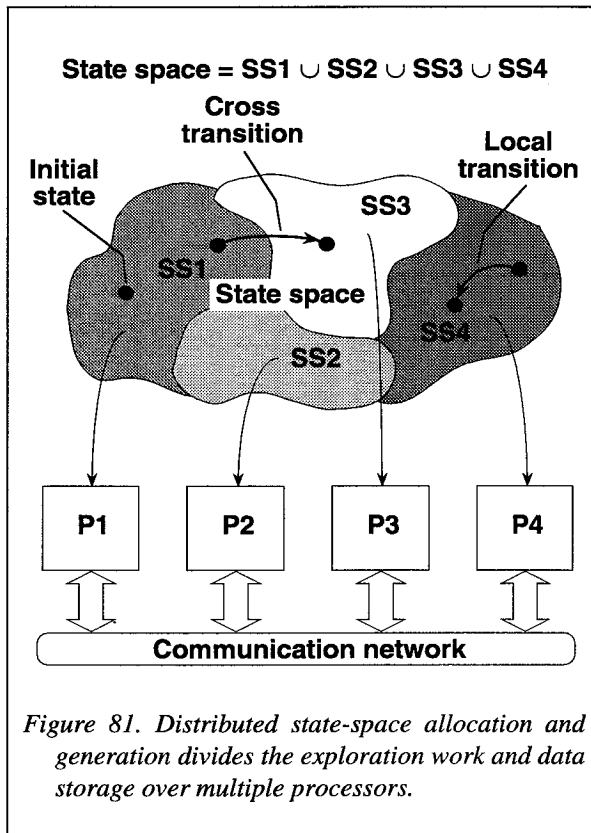 State space = SS1 ∪ SS2 ∪ SS3 ∪ SS4
Cross
transition
Local
transition
Initial
state
SS3
SS1
State space
SS4
SS2
P1
P2
P3
P4
Communication network
Figure 81. Distributed state-space allocation and
generation divides the exploration work and data
storage over multiple processors.